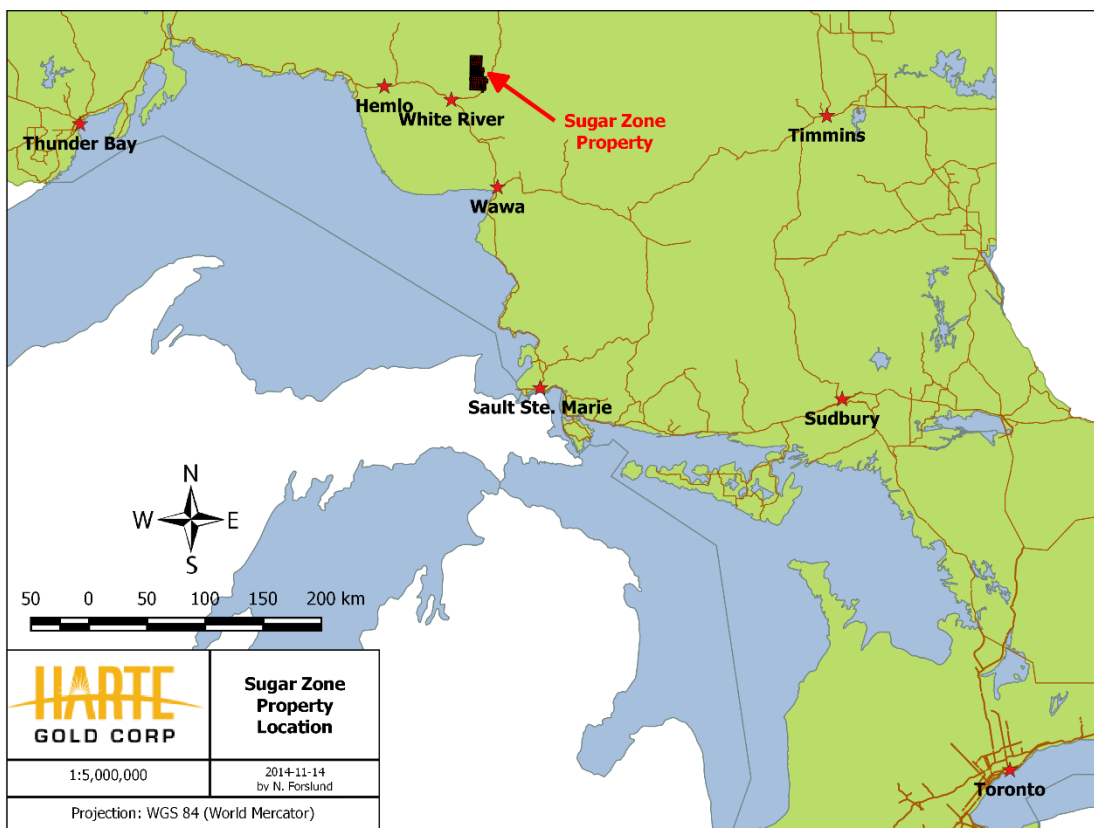 Hemlo
White River
Thunder Bay
Sugar Zone
Property
Timmins
Wawa
Sault Ste. Marie
Sudbury
N
W E
S
50 0 50 100 150 200 km
HARTE
GOLD CORP
Sugar Zone
Property
Location
1:5,000,000
2014-11-14
by N. Forslund
Projection: WGS 84 (World Mercator)
Toronto